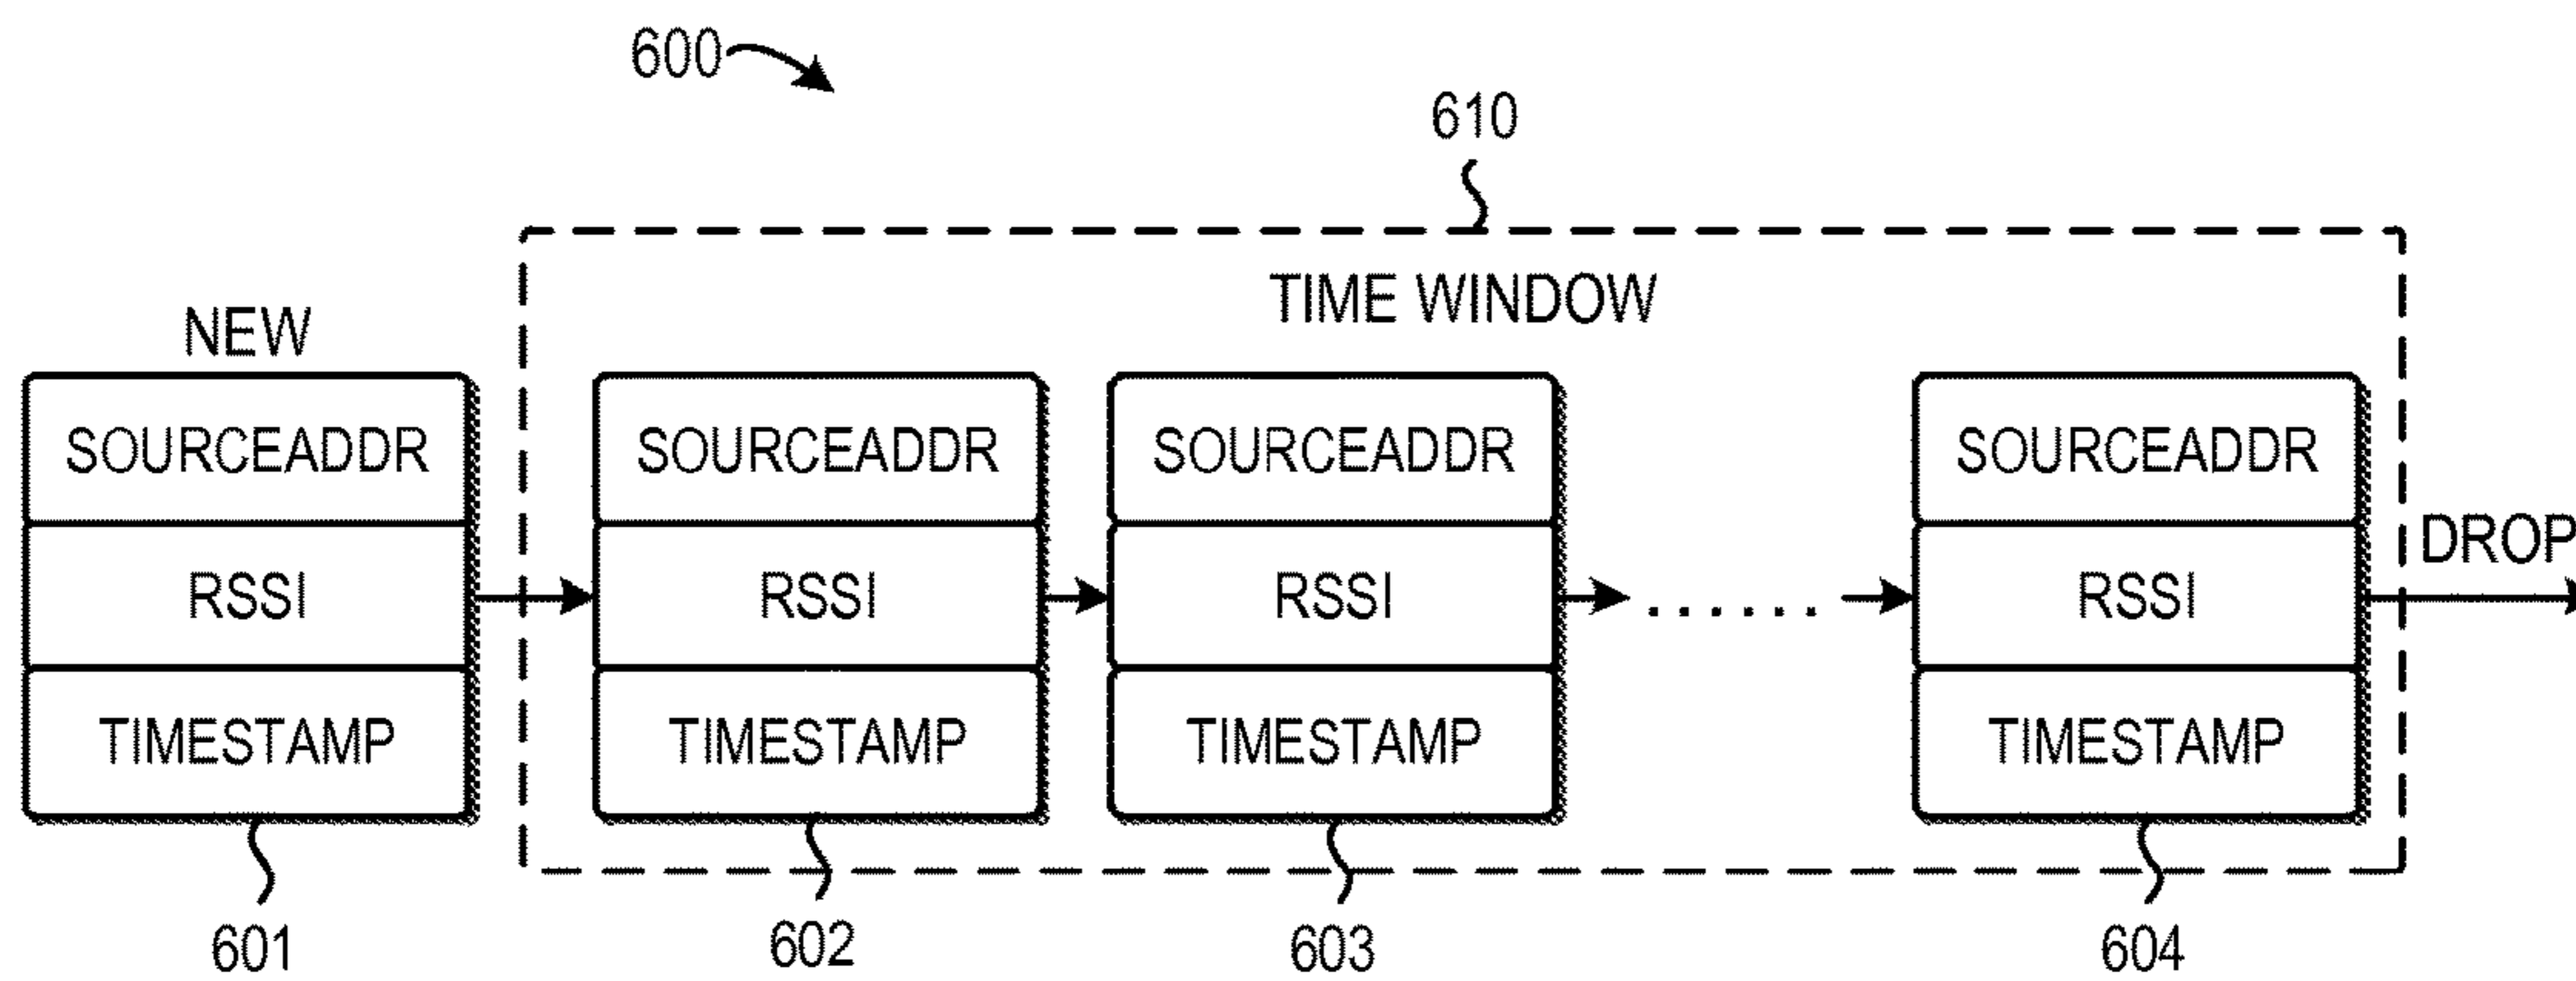 600
610
TIME WINDOW
NEW
SOURCEADDR SOURCEADDR SOURCEADDR SOURCEADDR
DROP
RSSI RSSI RSSI ...... RSSI
TIMESTAMP TIMESTAMP TIMESTAMP TIMESTAMP
601 602 603 604